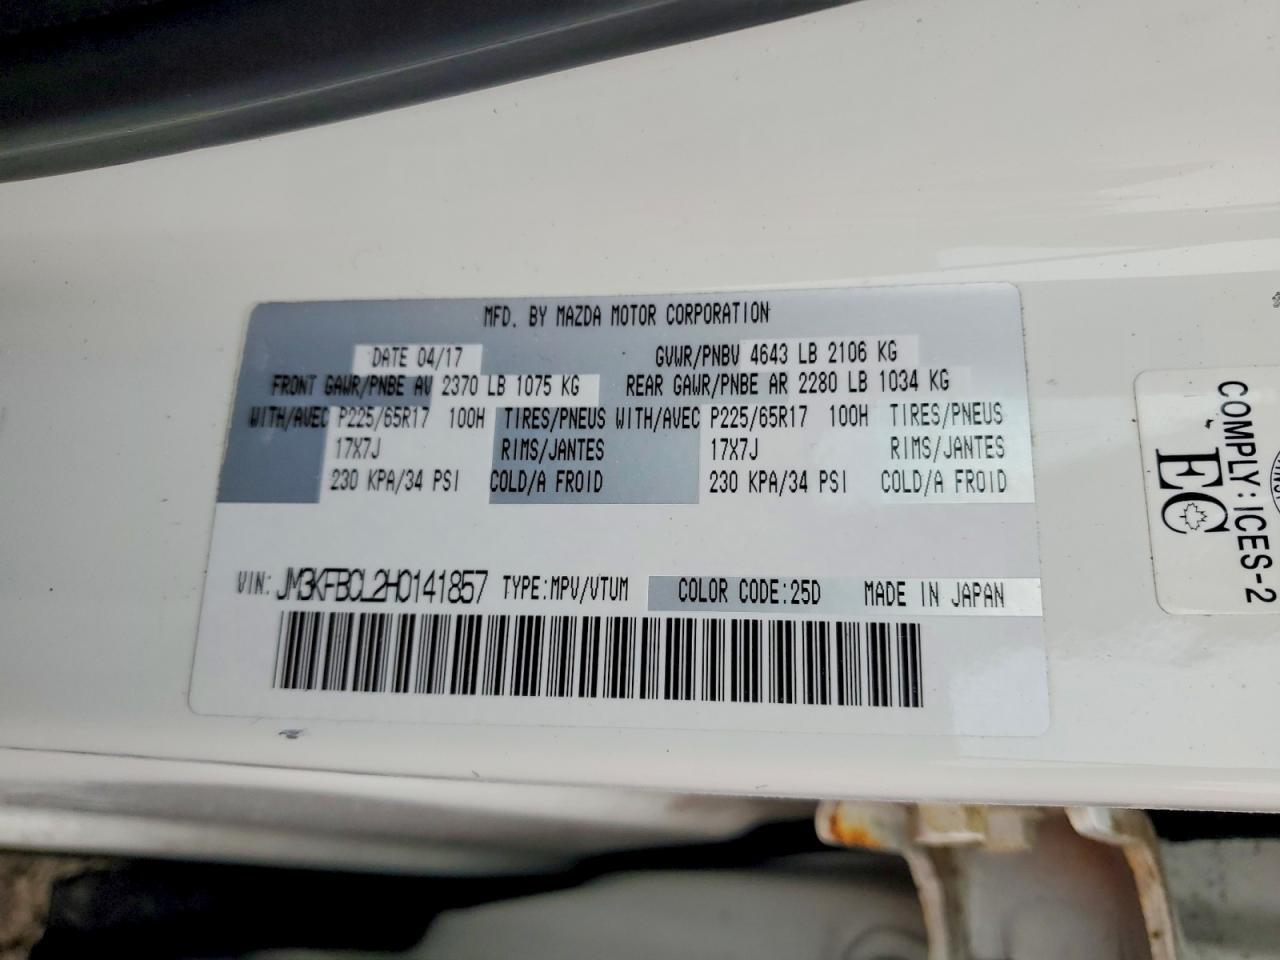 MFD. BY MAZDA MOTOR CORPORATION
DATE 04/17 GVWR/PNBV 4643 LB 2106 KG
FRONT GAWR/PNBE AV 2370 LB 1075 KG REAR GAWR/PNBE AR 2280 LB 1034 KG
WITH/AVEC P225/65R17 100H TIRES/PNEUS WITH/AVEC P225/65R17 100H TIRES/PNEUS
17X7J RIMS/JANTES 17X7J RIMS/JANTES
230 KPA/34 PSI COLD/A FROID 230 KPA/34 PSI COLD/A FROID
VIN: JM3KFBCL2H0141857 TYPE:MPV/VTUM COLOR CODE:25D MADE IN JAPAN
COMPLY:ICES-2
EC